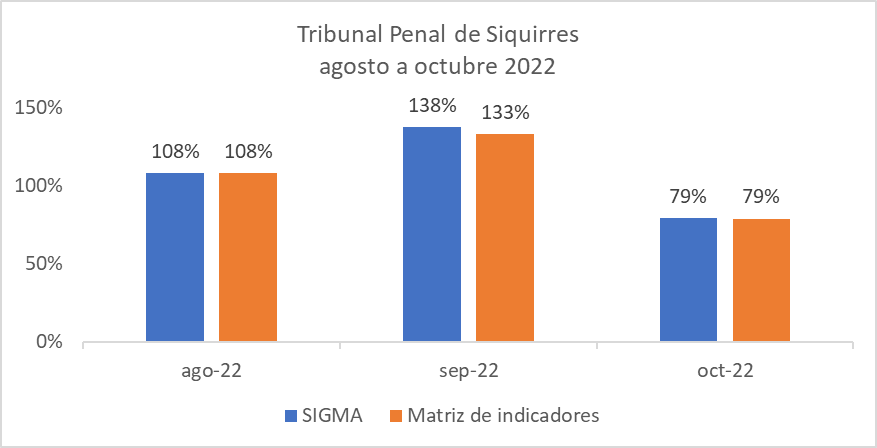 Tribunal Penal de Siquirres
agosto a octubre 2022
150%
100%
50%
0%
108% 108%
138% 133%
79% 79%
ago-22 sep-22 oct-22
SIGMA Matriz de indicadores